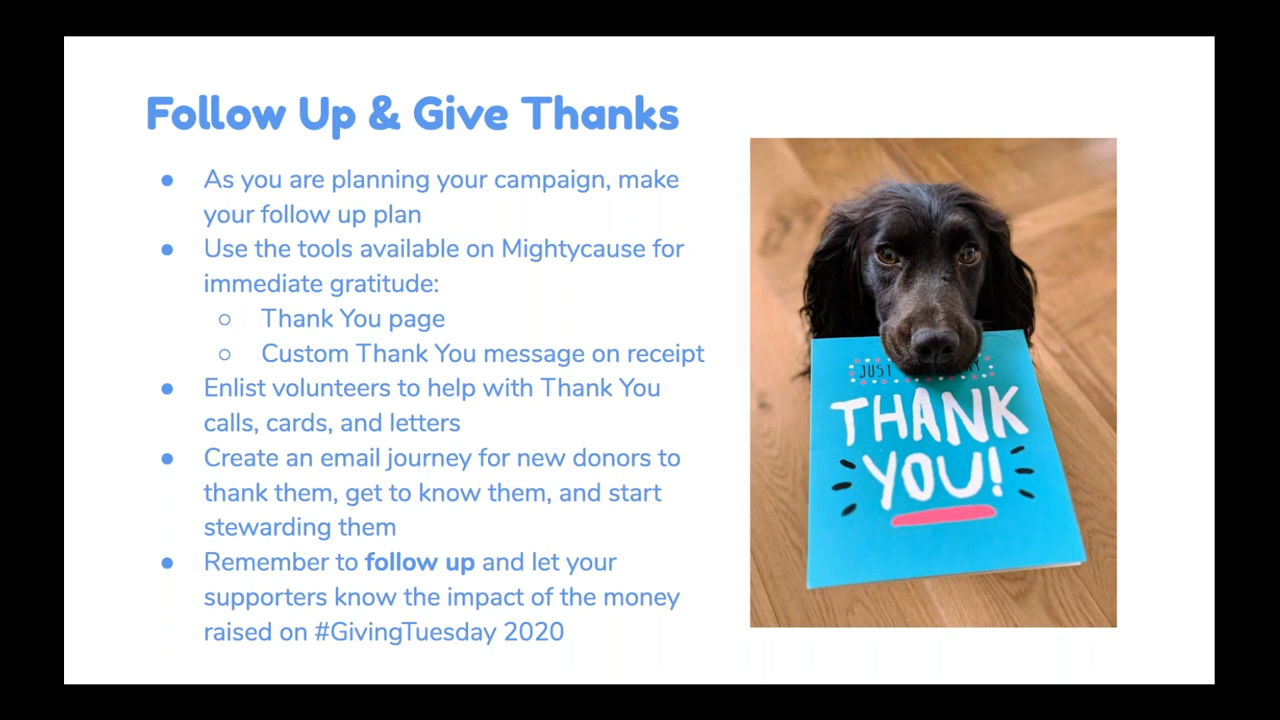 Follow Up & Give Thanks
● As you are planning your campaign, make
your follow up plan
● Use the tools available on Mightycause for
immediate gratitude:
○ Thank You page
○ Custom Thank You message on receipt
● Enlist volunteers to help with Thank You
calls, cards, and letters
● Create an email journey for new donors to
thank them, get to know them, and start
stewarding them
● Remember to follow up and let your
supporters know the impact of the money
raised on #GivingTuesday 2020
JUST
THANK
YOU!